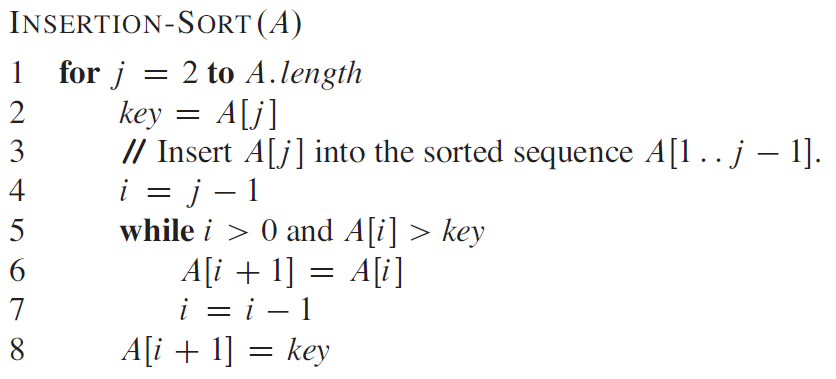 INSERTION-SORT(A)
1 for j = 2 to A.length
2 key = A[j]
3 // Insert A[j] into the sorted sequence A[1 . . j − 1].
4 i = j − 1
5 while i > 0 and A[i] > key
6 A[i + 1] = A[i]
7 i = i − 1
8 A[i + 1] = key